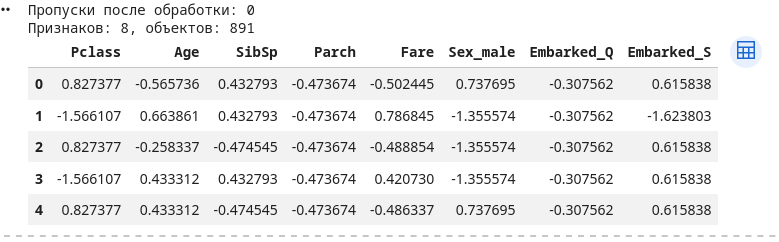 Пропуски после обработки: 0
Признаков: 8, объектов: 891
Pclass Age SibSp Parch Fare Sex_male Embarked_Q Embarked_S
0 0.827377 -0.565736 0.432793 -0.473674 -0.502445 0.737695 -0.307562 0.615838
1 -1.566107 0.663861 0.432793 -0.473674 0.786845 -1.355574 -0.307562 -1.623803
2 0.827377 -0.258337 -0.474545 -0.473674 -0.488854 -1.355574 -0.307562 0.615838
3 -1.566107 0.433312 0.432793 -0.473674 0.420730 -1.355574 -0.307562 0.615838
4 0.827377 0.433312 -0.474545 -0.473674 -0.486337 0.737695 -0.307562 0.615838